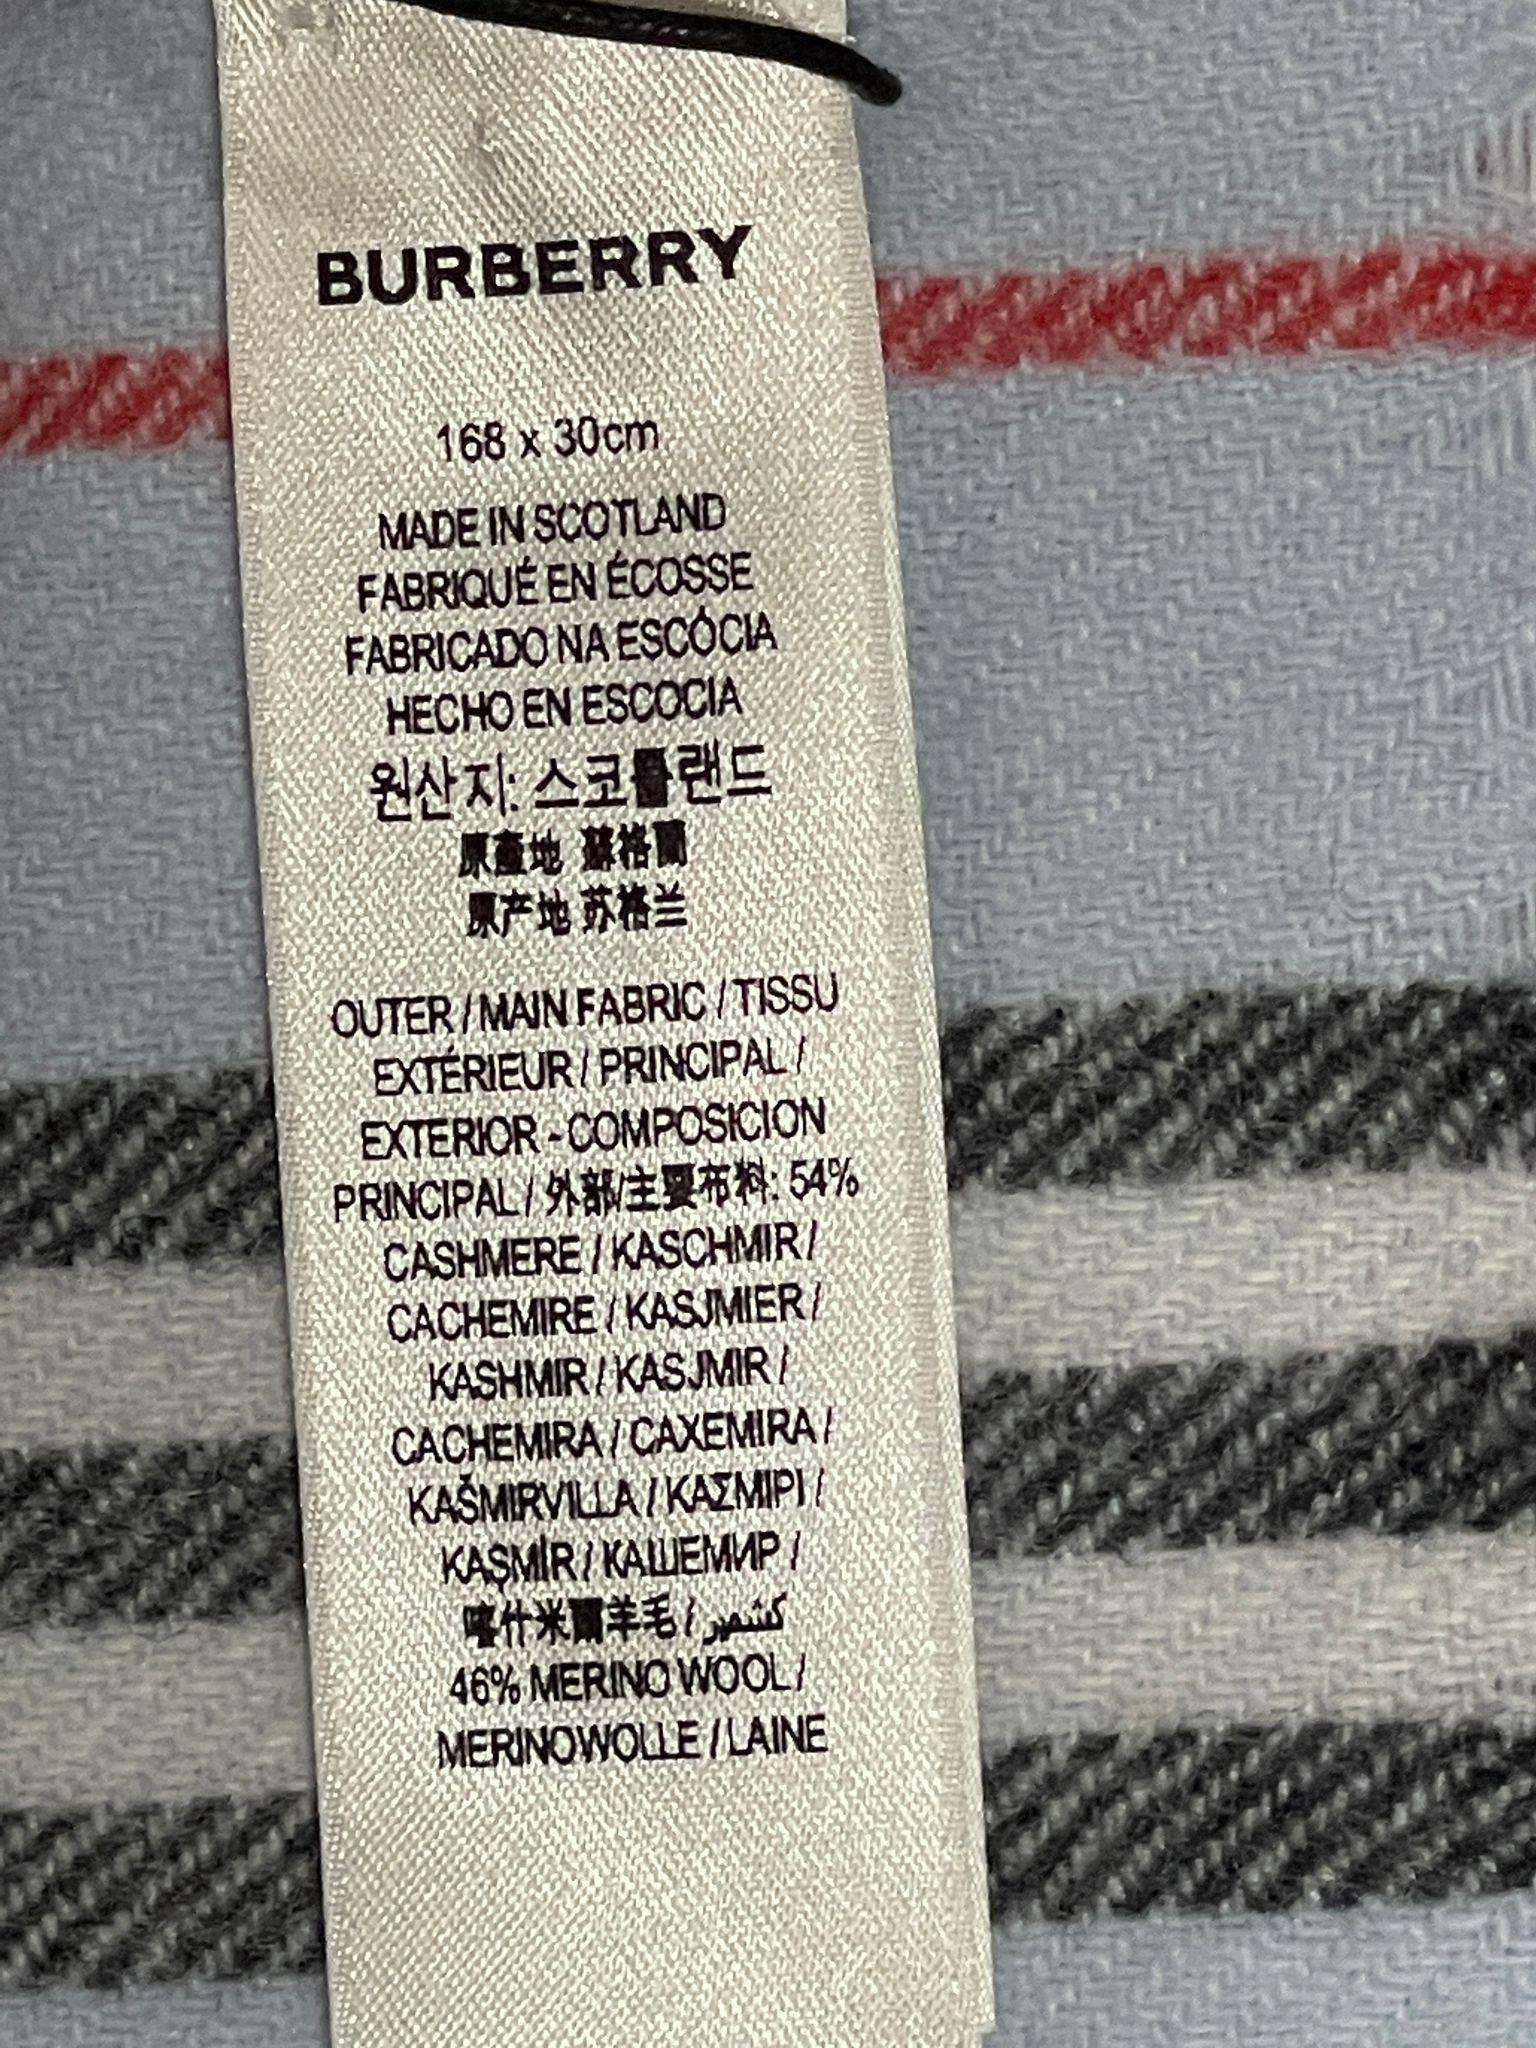 BURBERRY
168 x 30cm
MADE IN SCOTLAND
FABRIQUÉ EN ÉCOSSE
FABRICADO NA ESCÓCIA
HECHO EN ESCOCIA
원산지: 스코틀랜드
原產地 蘇格蘭
原产地 苏格兰
OUTER / MAIN FABRIC / TISSU
EXTÉRIEUR / PRINCIPAL /
EXTERIOR - COMPOSICION
PRINCIPAL / 外部/主要布料: 54%
CASHMERE / KASCHMIR /
CACHEMIRE / KASJMIER /
KASHMIR / KASJMIR /
CACHEMIRA / CAXEMIRA /
KAŠMIRVILLA / ΚΑΣΜΙΡΙ /
KAŞMİR / КАШЕМИР /
喀什米爾羊毛 / كشمير
46% MERINO WOOL /
MERINOWOLLE / LAINE